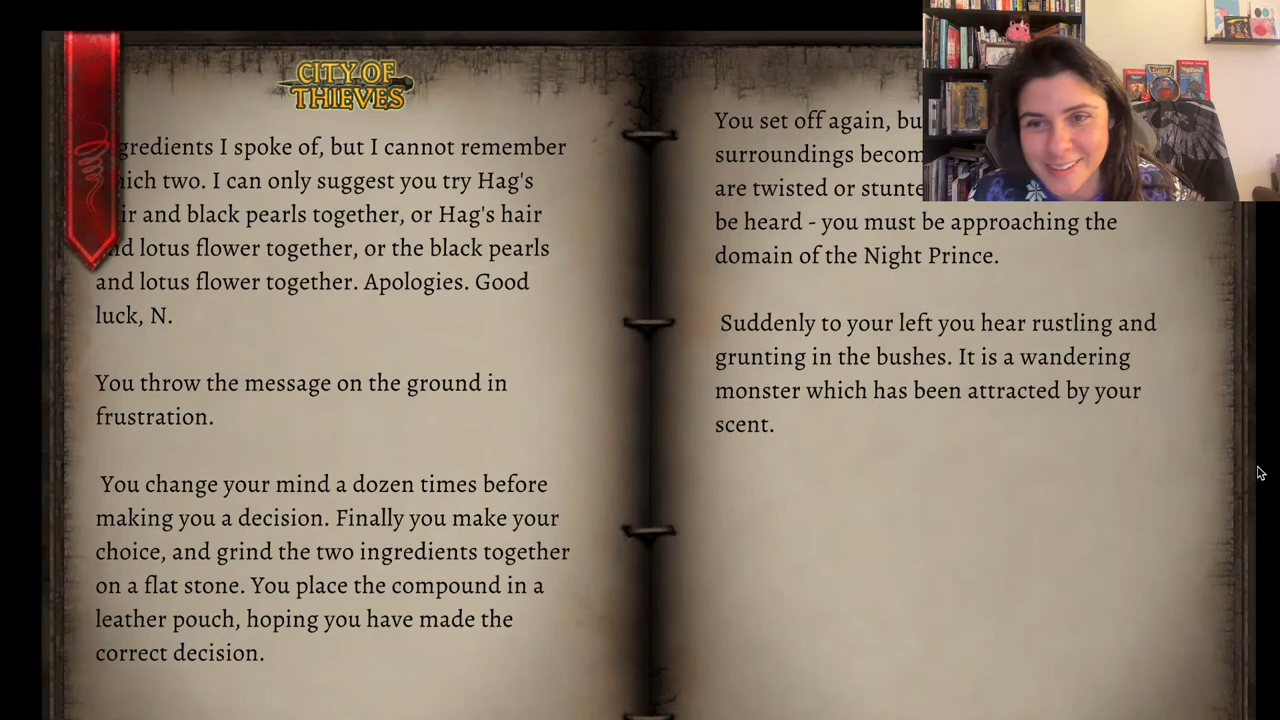 CITY OF
THIEVES
gredients I spoke of, but I cannot remember
ich two. I can only suggest you try Hag's
ir and black pearls together, or Hag's hair
nd lotus flower together, or the black pearls
and lotus flower together. Apologies. Good
luck, N.
You throw the message on the ground in
frustration.
You change your mind a dozen times before
making you a decision. Finally you make your
choice, and grind the two ingredients together
on a flat stone. You place the compound in a
leather pouch, hoping you have made the
correct decision.
You set off again, bu
surroundings becom
are twisted or stunte
be heard - you must be approaching the
domain of the Night Prince.
Suddenly to your left you hear rustling and
grunting in the bushes. It is a wandering
monster which has been attracted by your
scent.